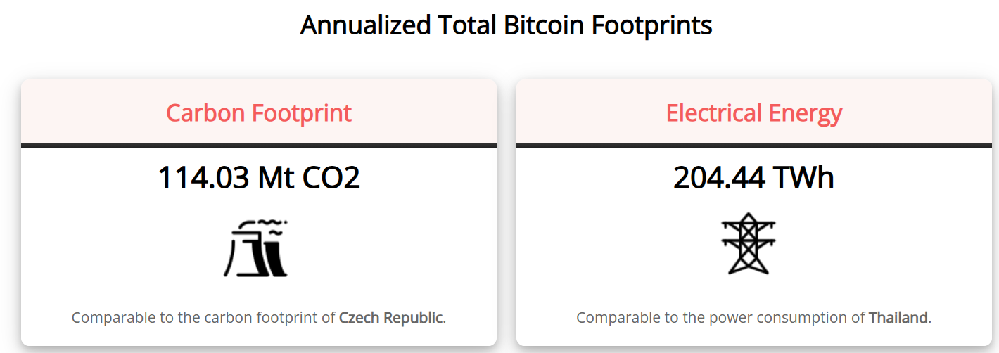 Annualized Total Bitcoin Footprints
Carbon Footprint
114.03 Mt CO2
Comparable to the carbon footprint of Czech Republic.
Electrical Energy
204.44 TWh
Comparable to the power consumption of Thailand.